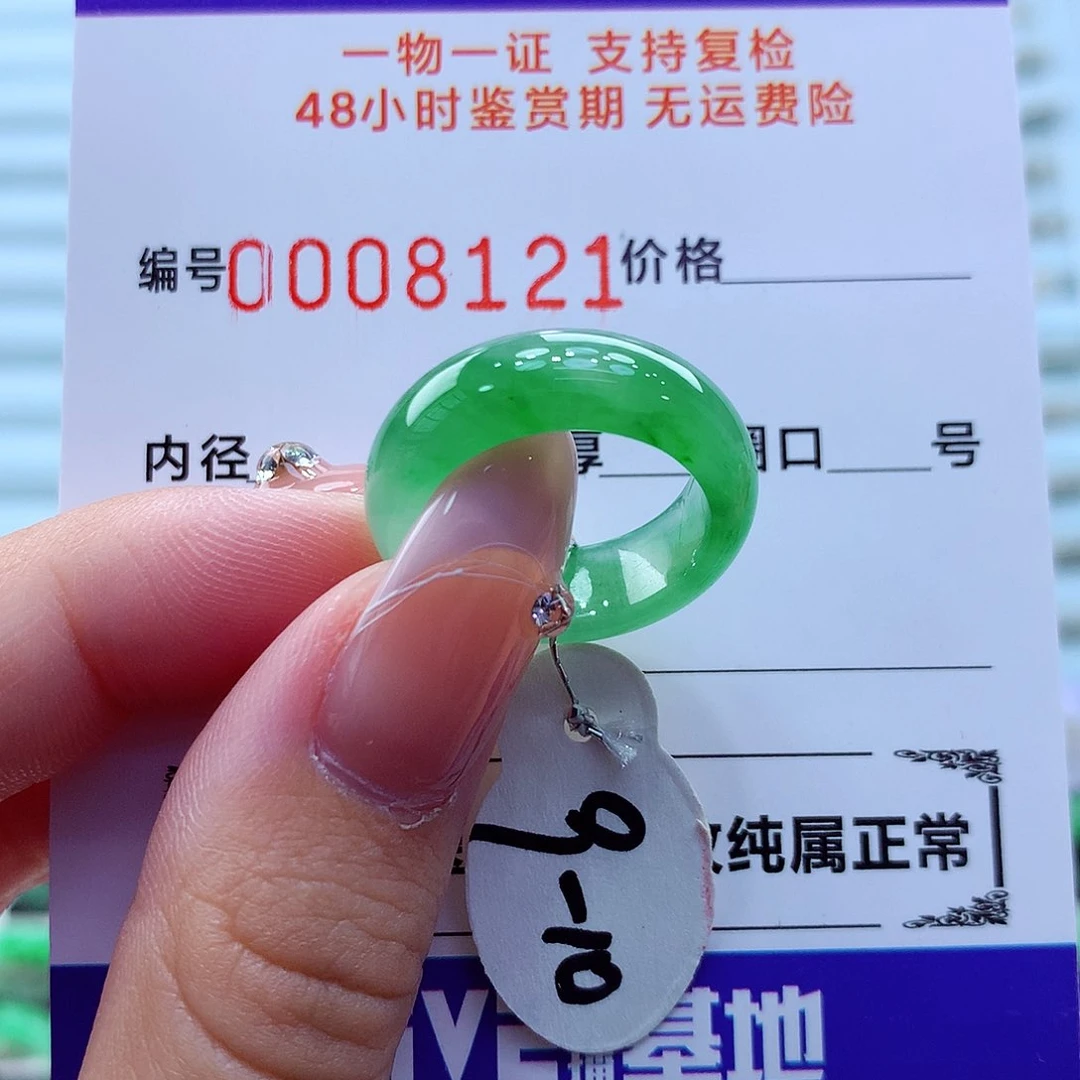 一物一证 支持复检
48小时鉴赏期 无运费险
编号0008121价格
内径 厚 圈口 号
纯属正常
9-10
基地